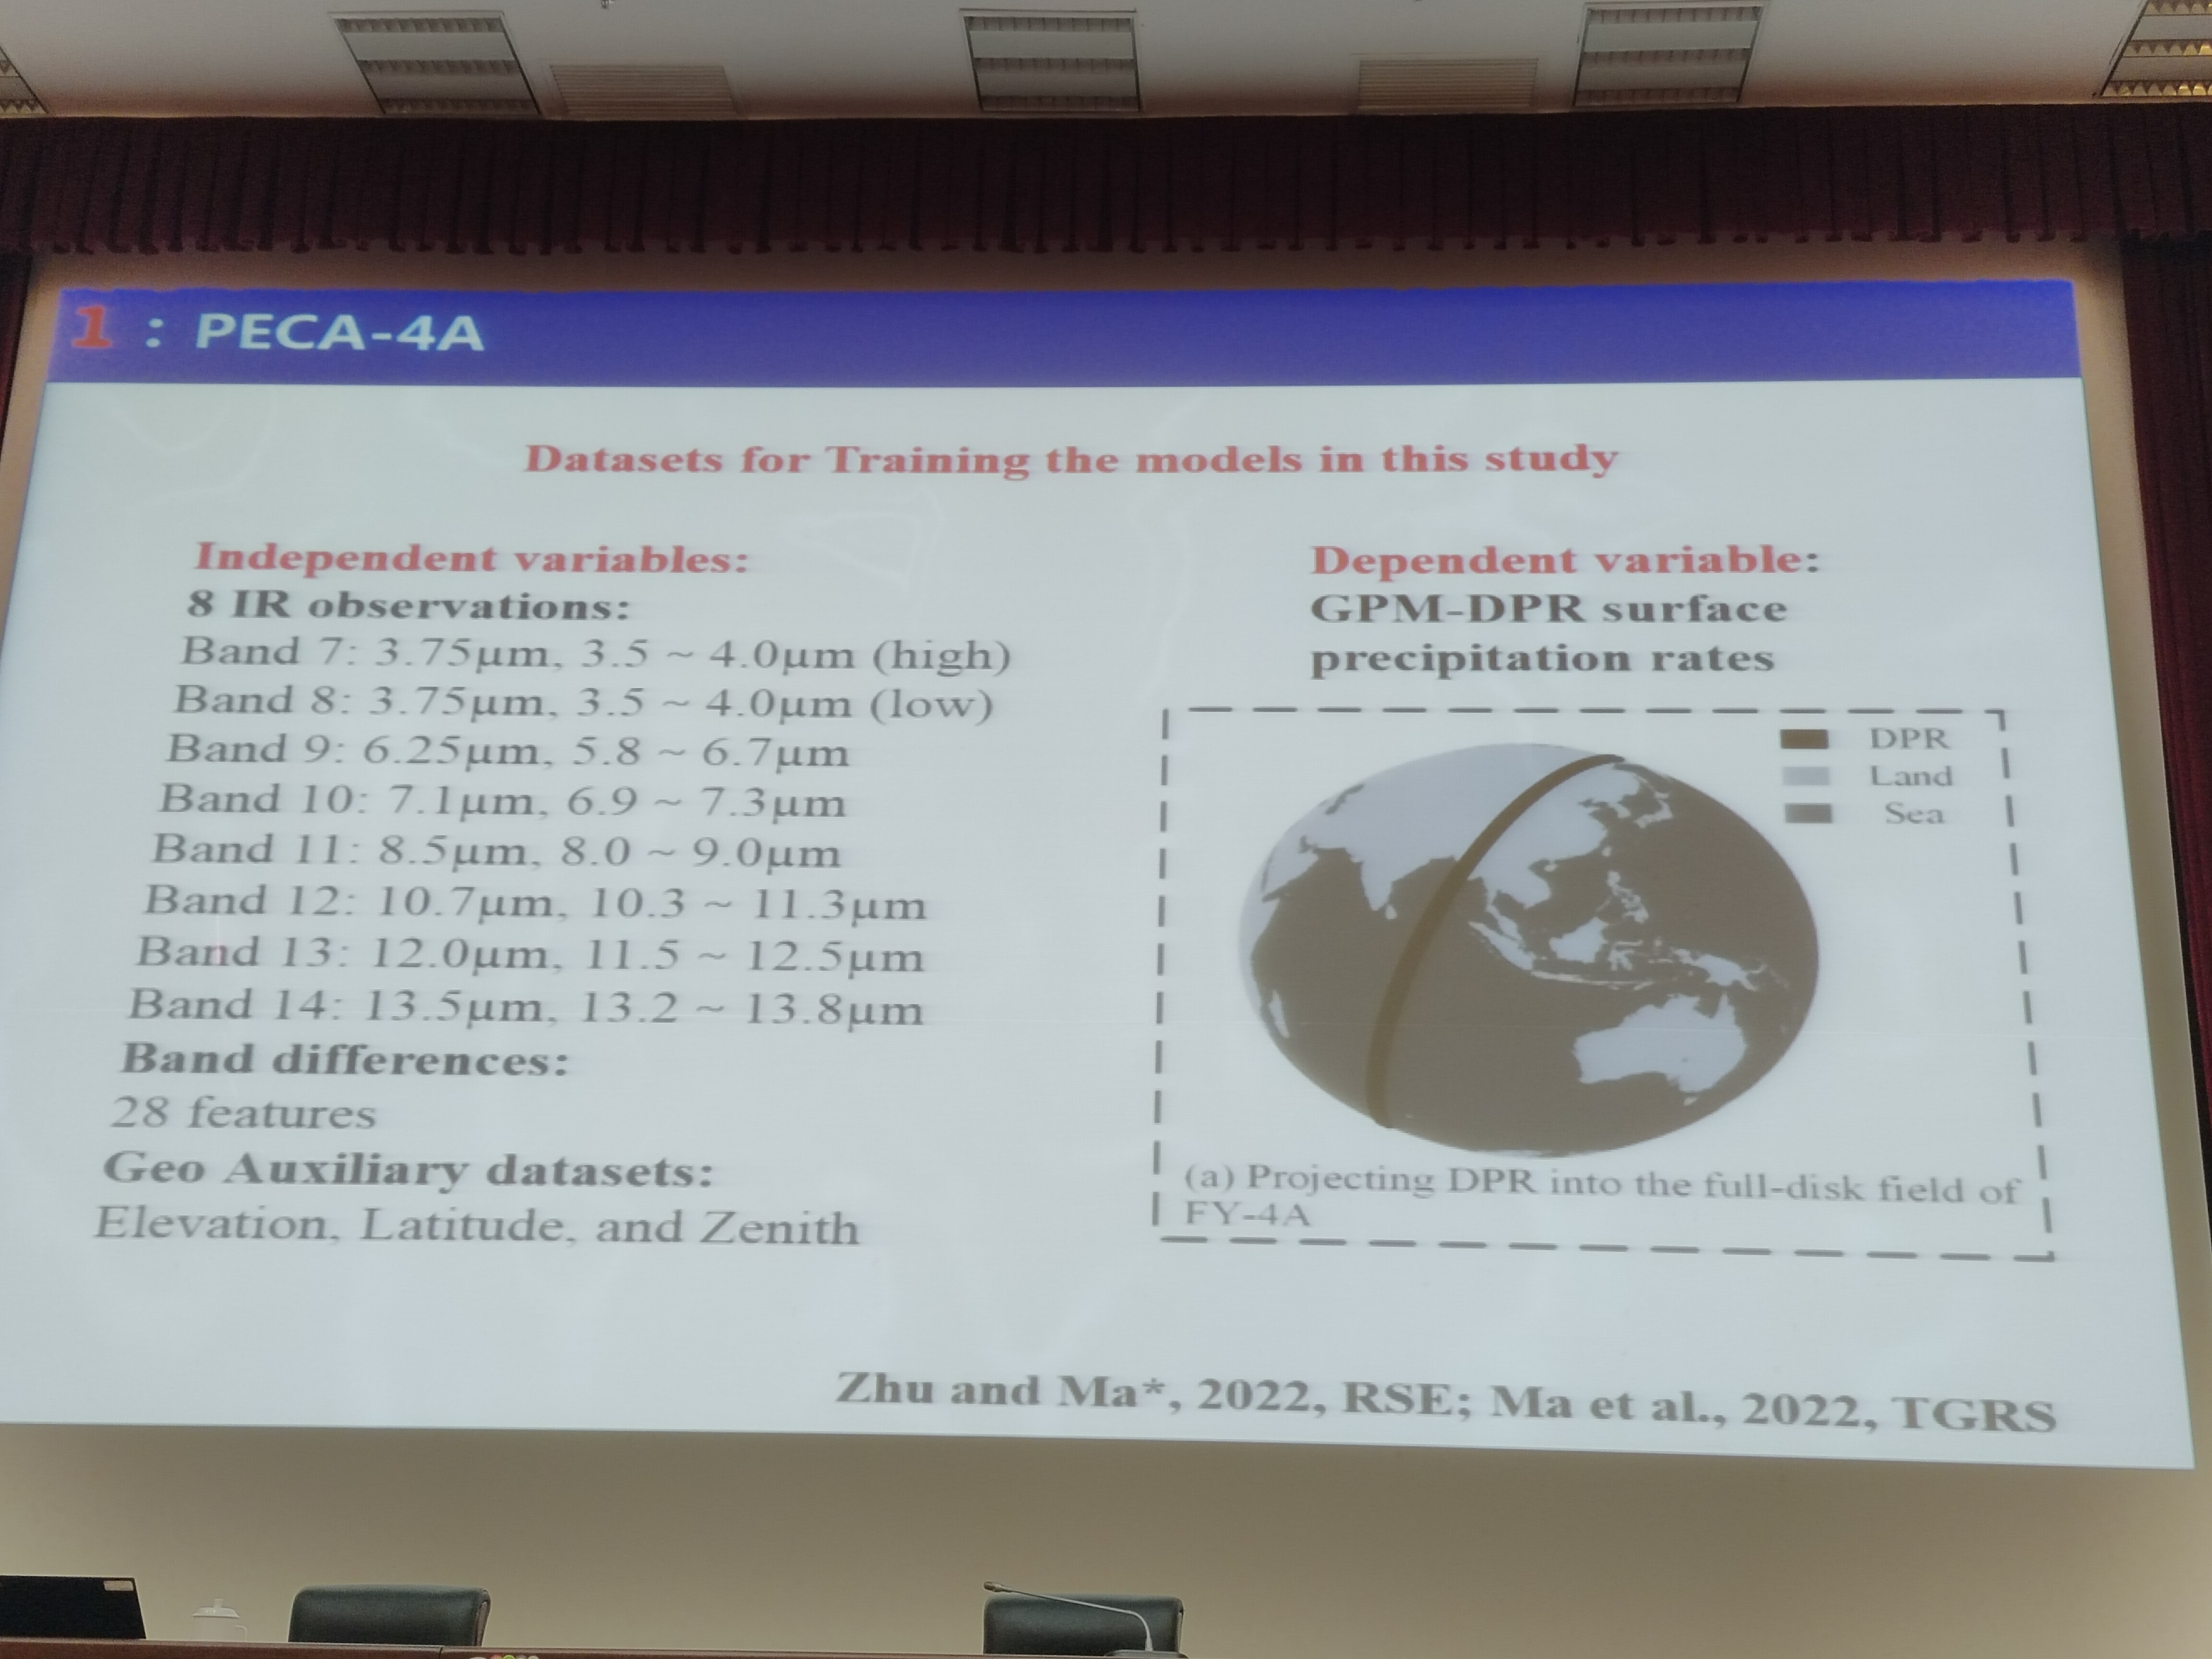 1 : PECA-4A
Datasets for Training the models in this study
Independent variables:
8 IR observations:
Band 7: 3.75μm, 3.5 ~ 4.0μm (high)
Band 8: 3.75μm, 3.5 ~ 4.0μm (low)
Band 9: 6.25μm, 5.8 ~ 6.7μm
Band 10: 7.1μm, 6.9 ~ 7.3μm
Band 11: 8.5μm, 8.0 ~ 9.0μm
Band 12: 10.7μm, 10.3 ~ 11.3μm
Band 13: 12.0μm, 11.5 ~ 12.5μm
Band 14: 13.5μm, 13.2 ~ 13.8μm
Band differences:
28 features
Geo Auxiliary datasets:
Elevation, Latitude, and Zenith
Dependent variable:
GPM-DPR surface
precipitation rates
DPR
Land
Sea
(a) Projecting DPR into the full-disk field of
FY-4A
Zhu and Ma*, 2022, RSE; Ma et al., 2022, TGRS